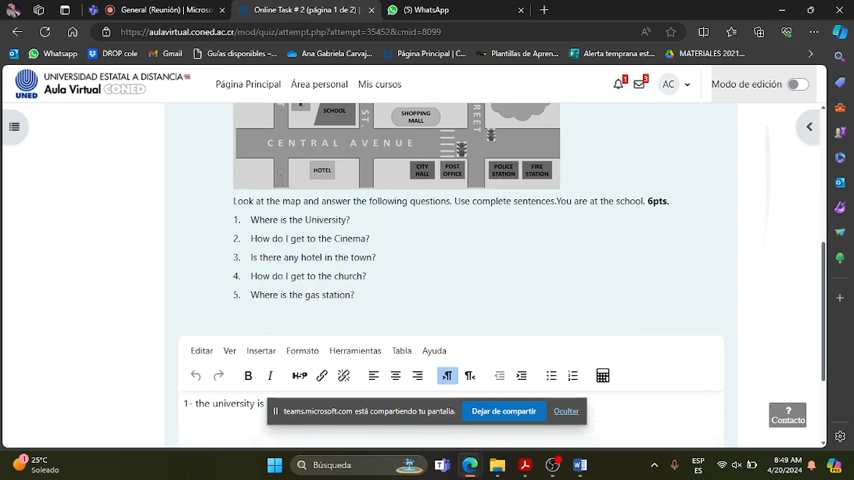 General (Reunión) | Microsoft
Online Task # 2 (página 1 de 2) |
(5) WhatsApp
https://aulavirtual.coned.ac.cr/mod/quiz/attempt.php?attempt=35452&cmid=8099
Whatsapp
DROP cole
Gmail
Guías disponibles –...
Ana Gabriela Carvaj...
Página Principal | C...
Plantillas de Apren...
Alerta temprana est...
MATERIALES 2021...
UNIVERSIDAD ESTATAL A DISTANCIA
UNED
Aula Virtual CONED
Página Principal
Área personal
Mis cursos
1
3
AC
Modo de edición
SCHOOL
ST.
SHOPPING MALL
STREET
CENTRAL AVENUE
HOTEL
CITY HALL
POST OFFICE
POLICE STATION
FIRE STATION
Look at the map and answer the following questions. Use complete sentences.You are at the school. 6pts.
1. Where is the University?
2. How do I get to the Cinema?
3. Is there any hotel in the town?
4. How do I get to the church?
5. Where is the gas station?
Editar Ver Insertar Formato Herramientas Tabla Ayuda
B I H-P
1- the university is
teams.microsoft.com está compartiendo tu pantalla.
Dejar de compartir
Ocultar
?
Contacto
25°C
Soleado
Búsqueda
ESP
ES
8:49 AM
4/20/2024